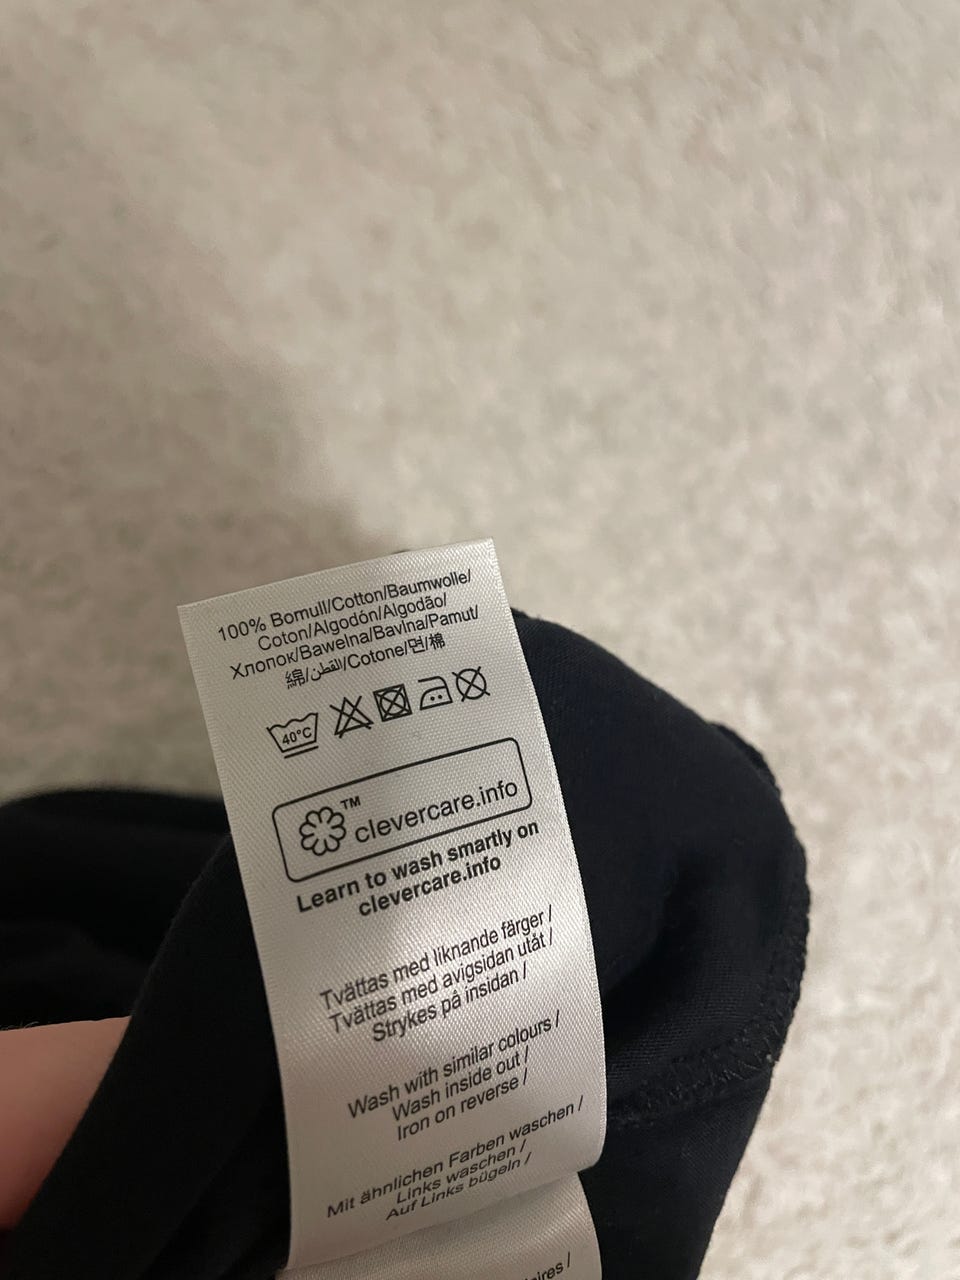 100% Bomull/Cotton/Baumwolle/
Coton/Algodón/Algodão/
Хлопок/Bawełna/Bavlna/Pamut/
綿/القطن/Cotone/면/棉
40°C
™
clevercare.info
Learn to wash smartly on
clevercare.info
Tvättas med liknande färger /
Tvättas med avigsidan utåt /
Strykes på insidan /
Wash with similar colours /
Wash inside out /
Iron on reverse /
Mit ähnlichen Farben waschen /
Links waschen /
Auf Links bügeln /